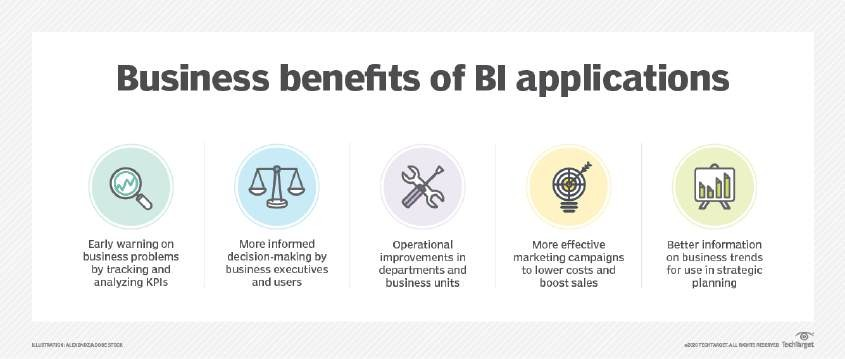 Business benefits of BI applications
Early warning on
business problems
by tracking and
analyzing KPIs
More informed
decision-making by
business executives
and users
Operational
improvements in
departments and
business units
More effective
marketing campaigns
to lower costs and
boost sales
Better information
on business trends
for use in strategic
planning
ILLUSTRATION: ALEXDNDZ/ADOBE STOCK
©2020 TECHTARGET. ALL RIGHTS RESERVED
TechTarget